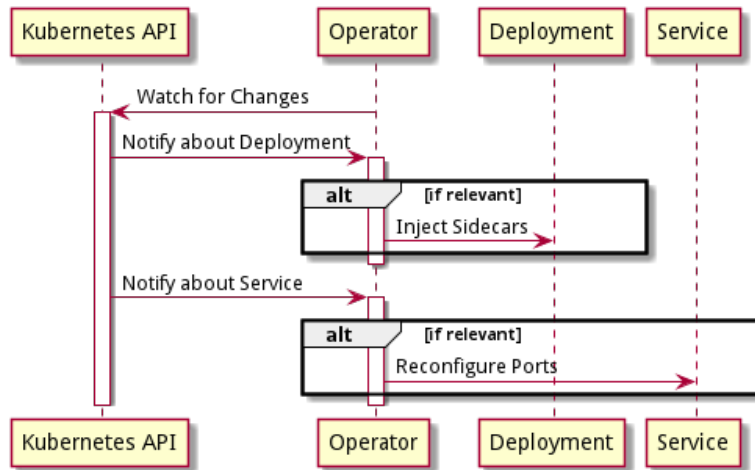 Kubernetes API
Operator
Deployment
Service
Watch for Changes
Notify about Deployment
alt
[if relevant]
Inject Sidecars
Notify about Service
alt
[if relevant]
Reconfigure Ports
Kubernetes API
Operator
Deployment
Service